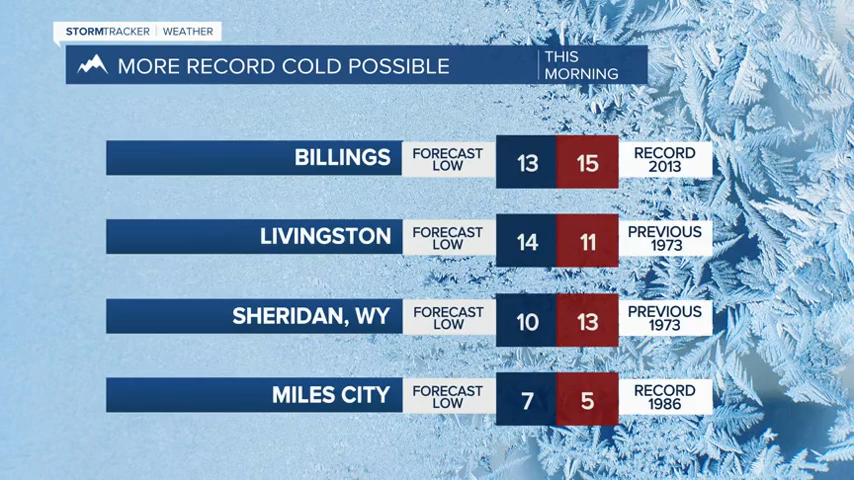 STORMTRACKER | WEATHER
MORE RECORD COLD POSSIBLE
THIS
MORNING
BILLINGS
FORECAST
LOW
13
15
RECORD
2013
LIVINGSTON
FORECAST
LOW
14
11
PREVIOUS
1973
SHERIDAN, WY
FORECAST
LOW
10
13
PREVIOUS
1973
MILES CITY
FORECAST
LOW
7
5
RECORD
1986